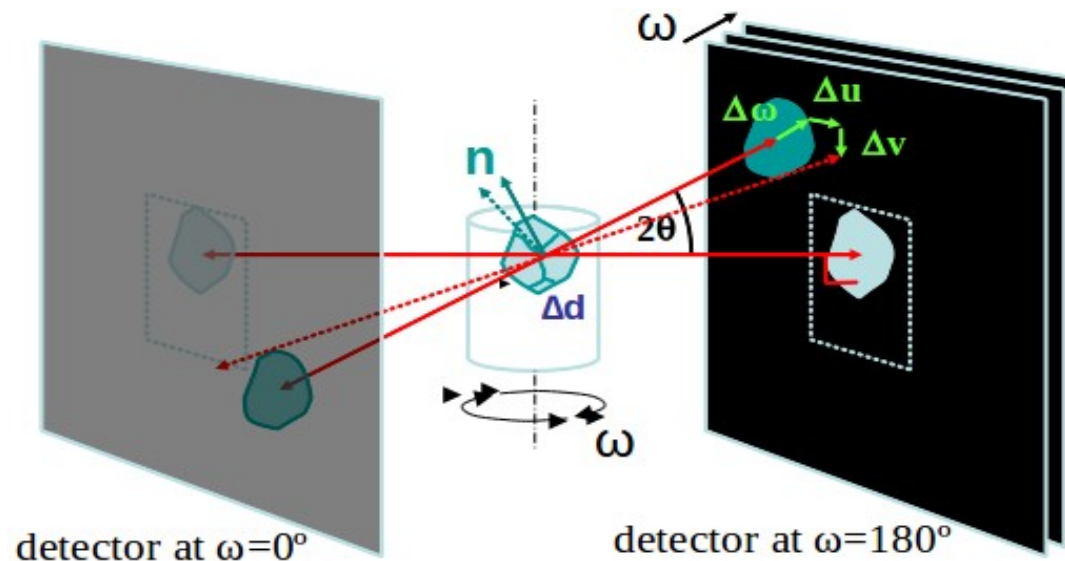 ω
Δu
Δω
Δv
n
2θ
Δd
ω
detector at ω=0º
detector at ω=180º